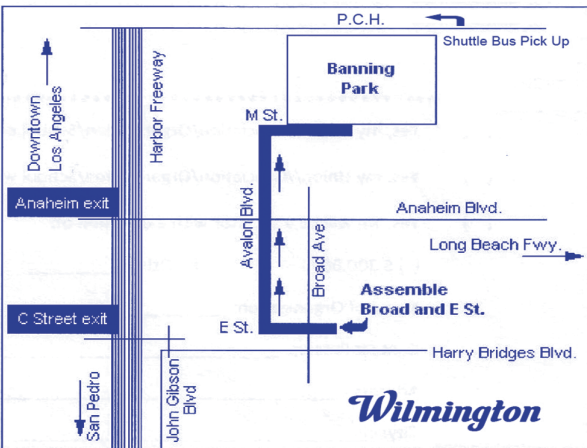 P.C.H.
Shuttle Bus Pick Up
Banning
Park
Downtown
Los Angeles
Harbor Freeway
M St.
Anaheim exit
Avalon Blvd.
Broad Ave
Anaheim Blvd.
Long Beach Fwy.
Assemble
Broad and E St.
C Street exit
E St.
Harry Bridges Blvd.
San Pedro
John Gibson
Blvd
Wilmington